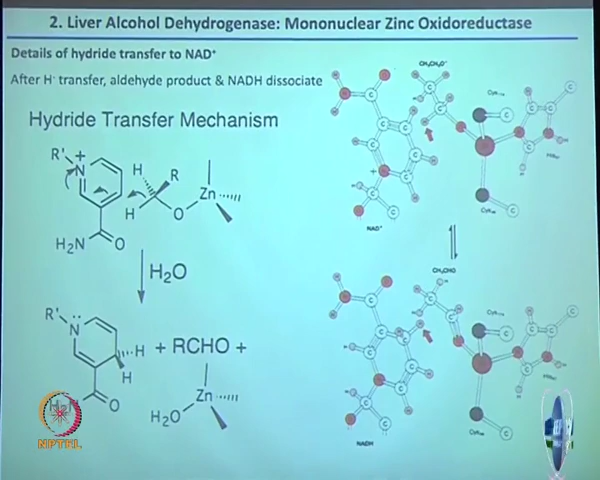 2. Liver Alcohol Dehydrogenase: Mononuclear Zinc Oxidoreductase
Details of hydride transfer to NAD⁺
After H⁻ transfer, aldehyde product & NADH dissociate
Hydride Transfer Mechanism
R'
+
N
H
R
H
O
Zn
H₂N
O
H₂O
R'
N
H
H
O
+ RCHO +
Zn
H₂O
H₂N
NPTEL
CH₃CH₂O⁻
NAD⁺
CH₃CHO
NADH